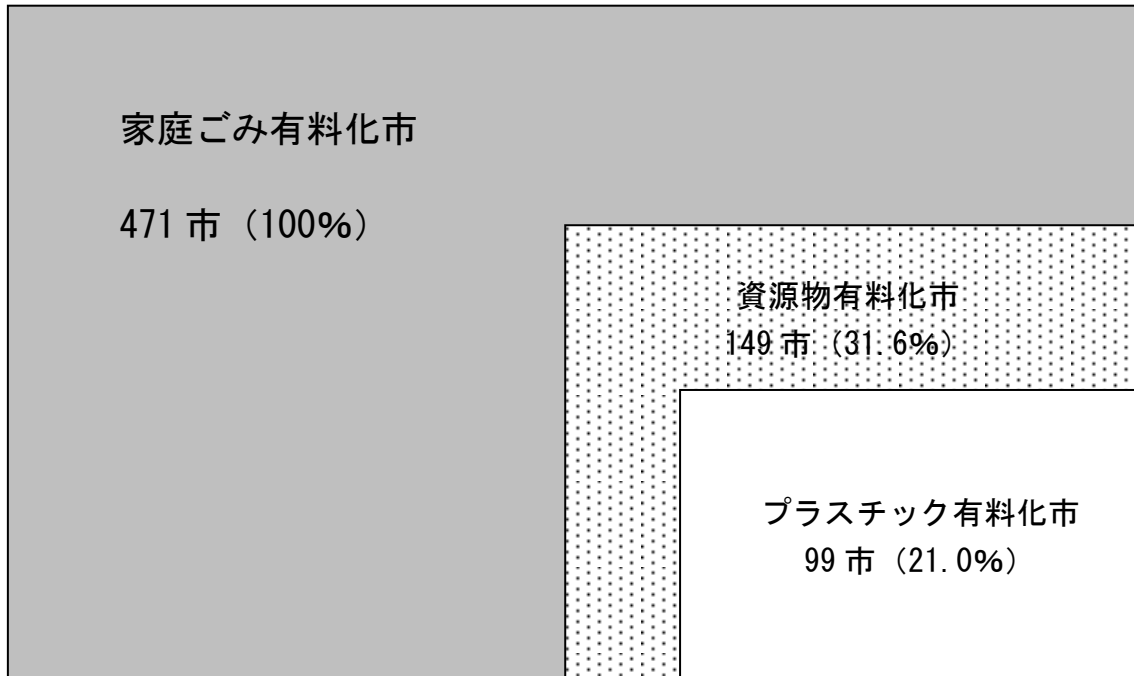 家庭ごみ有料化市
471 市（100%）
資源物有料化市
149 市（31.6%）
プラスチック有料化市
99 市（21.0%）